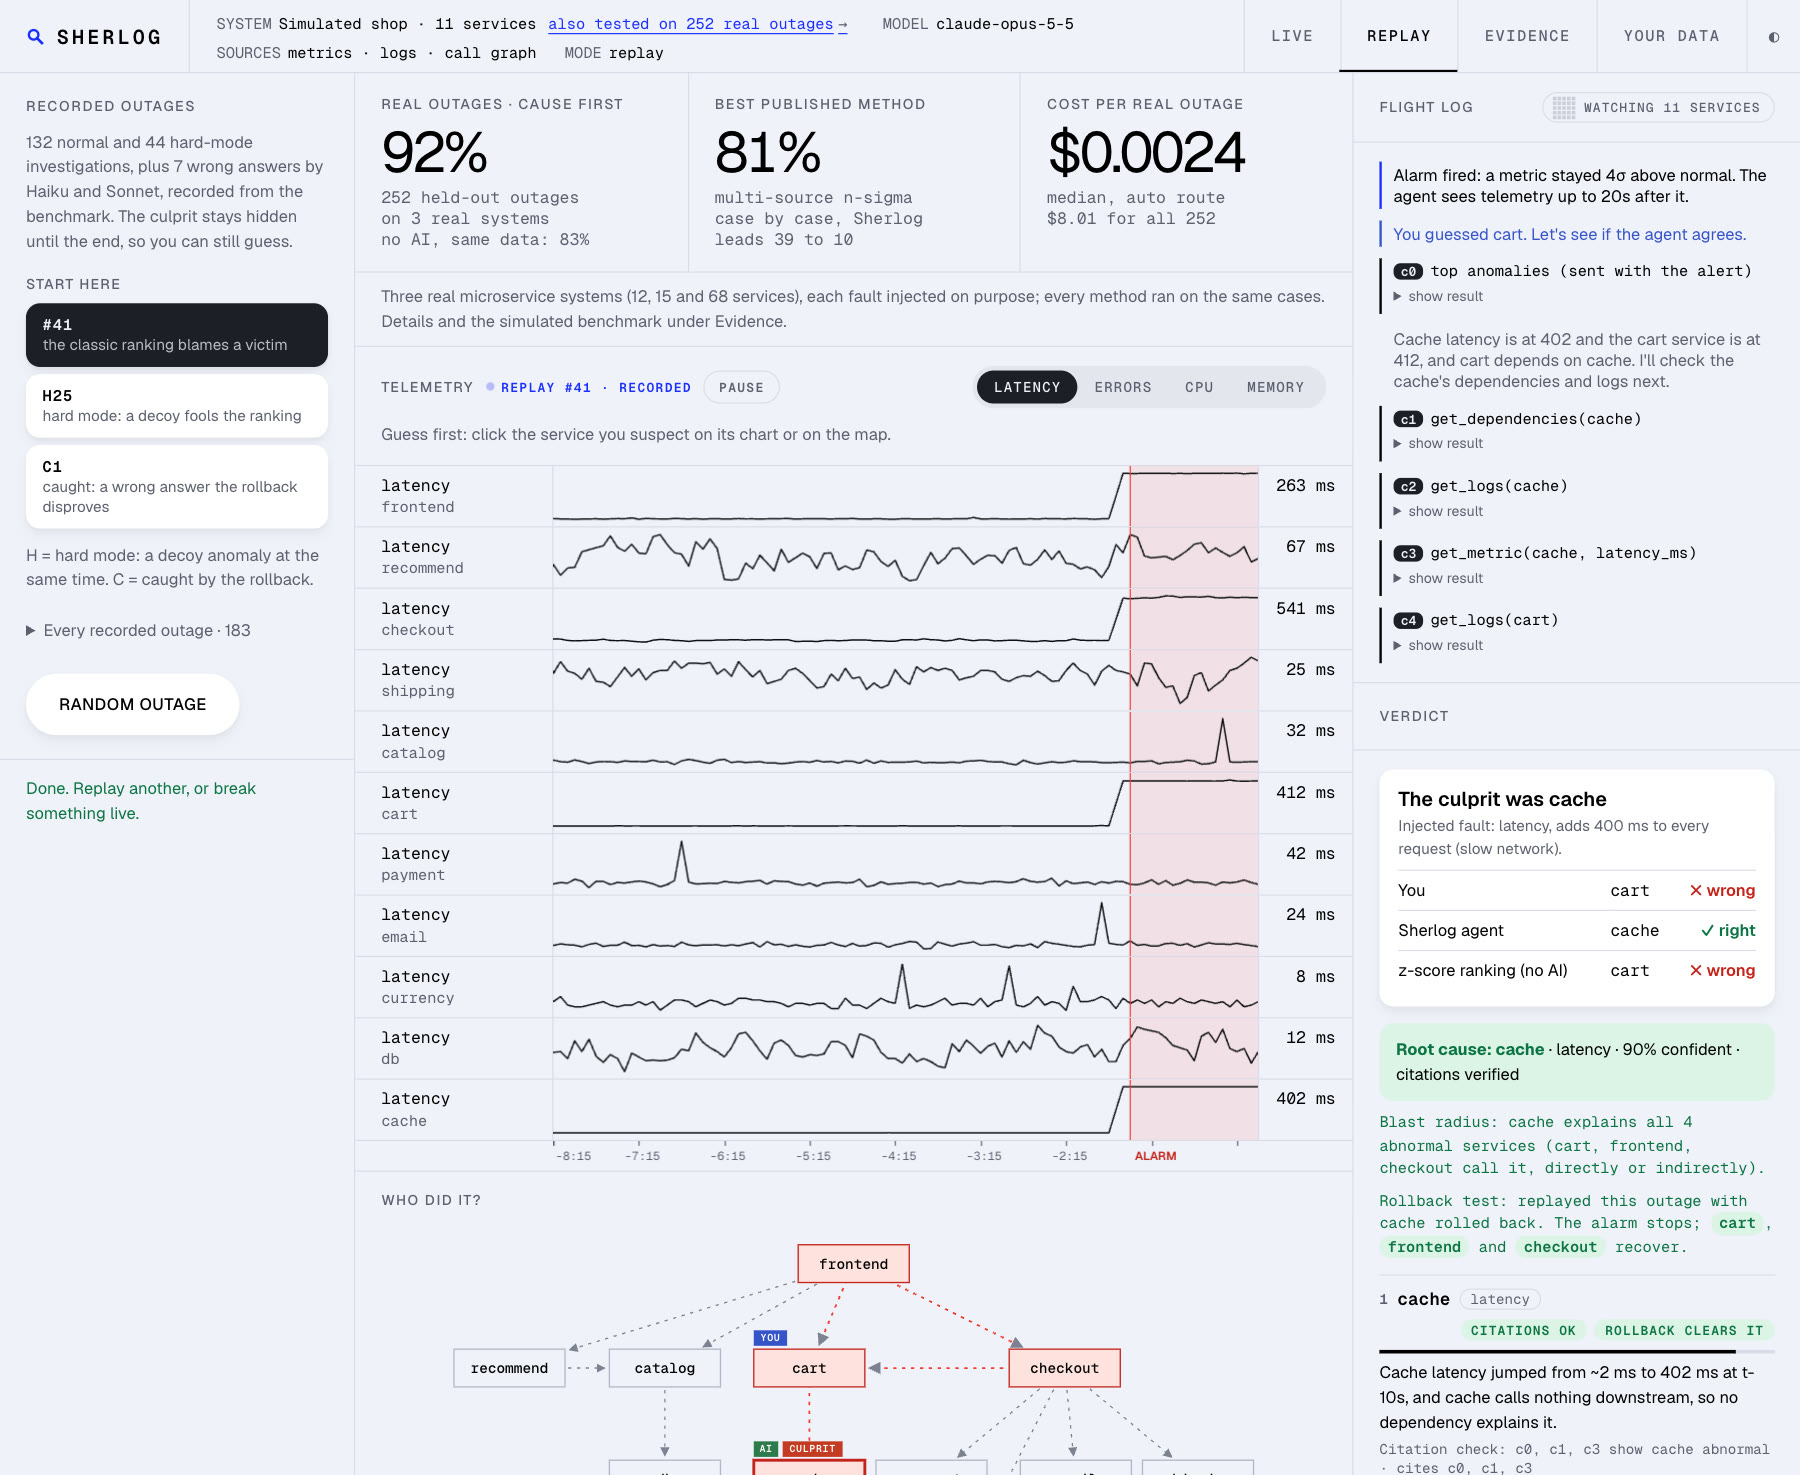 SHERLOG
SYSTEM Simulated shop · 11 services also tested on 252 real outages → MODEL claude-opus-5-5
SOURCES metrics · logs · call graph MODE replay
LIVE
REPLAY
EVIDENCE
YOUR DATA
RECORDED OUTAGES
132 normal and 44 hard-mode
investigations, plus 7 wrong answers by
Haiku and Sonnet, recorded from the
benchmark. The culprit stays hidden
until the end, so you can still guess.
START HERE
#41
the classic ranking blames a victim
H25
hard mode: a decoy fools the ranking
C1
caught: a wrong answer the rollback
disproves
H = hard mode: a decoy anomaly at the
same time. C = caught by the rollback.
▶ Every recorded outage · 183
RANDOM OUTAGE
Done. Replay another, or break
something live.
REAL OUTAGES · CAUSE FIRST
92%
252 held-out outages
on 3 real systems
no AI, same data: 83%
BEST PUBLISHED METHOD
81%
multi-source n-sigma
case by case, Sherlog
leads 39 to 10
COST PER REAL OUTAGE
$0.0024
median, auto route
$8.01 for all 252
Three real microservice systems (12, 15 and 68 services), each fault injected on purpose; every method ran on the same cases.
Details and the simulated benchmark under Evidence.
TELEMETRY REPLAY #41 · RECORDED PAUSE
LATENCY ERRORS CPU MEMORY
Guess first: click the service you suspect on its chart or on the map.
latency 263 ms
frontend
latency 67 ms
recommend
latency 541 ms
checkout
latency 25 ms
shipping
latency 32 ms
catalog
latency 412 ms
cart
latency 42 ms
payment
latency 24 ms
email
latency 8 ms
currency
latency 12 ms
db
latency 402 ms
cache
-8:15 -7:15 -6:15 -5:15 -4:15 -3:15 -2:15 ALARM
WHO DID IT?
frontend
YOU
recommend catalog cart checkout
AI CULPRIT
FLIGHT LOG WATCHING 11 SERVICES
Alarm fired: a metric stayed 4σ above normal. The
agent sees telemetry up to 20s after it.
You guessed cart. Let's see if the agent agrees.
c0 top anomalies (sent with the alert)
▶ show result
Cache latency is at 402 and the cart service is at
412, and cart depends on cache. I'll check the
cache's dependencies and logs next.
c1 get_dependencies(cache)
▶ show result
c2 get_logs(cache)
▶ show result
c3 get_metric(cache, latency_ms)
▶ show result
c4 get_logs(cart)
▶ show result
VERDICT
The culprit was cache
Injected fault: latency, adds 400 ms to every
request (slow network).
You cart ✕ wrong
Sherlog agent cache ✓ right
z-score ranking (no AI) cart ✕ wrong
Root cause: cache · latency · 90% confident ·
citations verified
Blast radius: cache explains all 4
abnormal services (cart, frontend,
checkout call it, directly or indirectly).
Rollback test: replayed this outage with
cache rolled back. The alarm stops; cart,
frontend and checkout recover.
1 cache latency
CITATIONS OK ROLLBACK CLEARS IT
Cache latency jumped from ~2 ms to 402 ms at t-
10s, and cache calls nothing downstream, so no
dependency explains it.
Citation check: c0, c1, c3 show cache abnormal
· cites c0, c1, c3